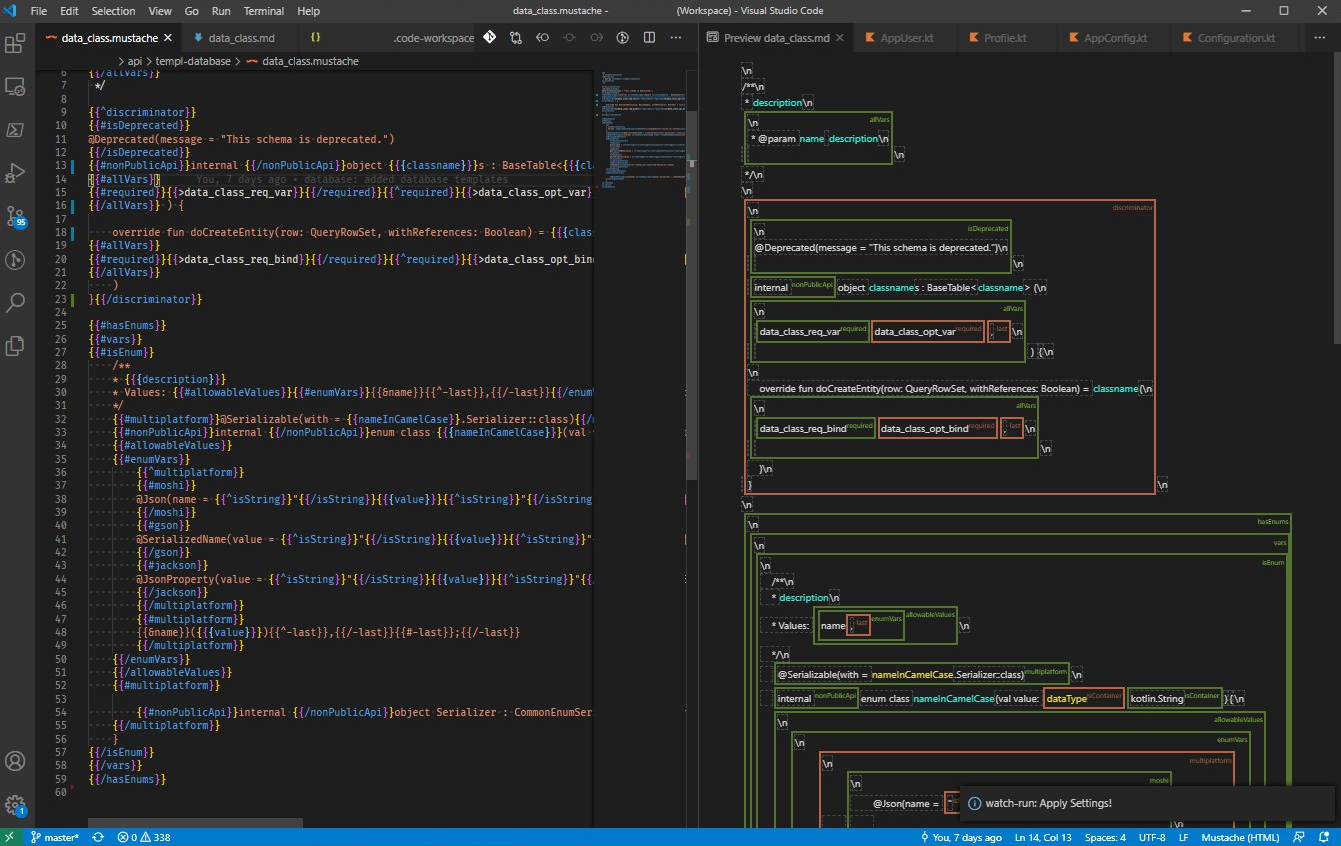 File Edit Selection View Go Run Terminal Help
data_class.mustache - (Workspace) - Visual Studio Code
data_class.mustache
data_class.md
{} .code-workspace
> api > templ-database > data_class.mustache
6 {{/allVars}}
7 */
8
9 {{^discriminator}}
10 {{#isDeprecated}}
11 @Deprecated(message = "This schema is deprecated.")
12 {{/isDeprecated}}
13 {{#nonPublicApi}}internal {{/nonPublicApi}}object {{{classname}}}s : BaseTable<{{{cla
14 {{#allVars}} You, 7 days ago • database: added database templates
15 {{#required}}{{>data_class_req_var}}{{/required}}{{^required}}{{>data_class_opt_var}
16 {{/allVars}} ) {
17
18 override fun doCreateEntity(row: QueryRowSet, withReferences: Boolean) = {{{clas
19 {{#allVars}}
20 {{#required}}{{>data_class_req_bind}}{{/required}}{{^required}}{{>data_class_opt_bin
21 {{/allVars}}
22 )
23 }{{/discriminator}}
24
25 {{#hasEnums}}
26 {{#vars}}
27 {{#isEnum}}
28 /**
29 * {{{description}}}
30 * Values: {{#allowableValues}}{{#enumVars}}{{&name}}{{^-last}},{{/-last}}{{/enumV
31 */
32 {{#multiplatform}}@Serializable(with = {{nameInCamelCase}}.Serializer::class){{/m
33 {{#nonPublicApi}}internal {{/nonPublicApi}}enum class {{{nameInCamelCase}}}(val
34 {{#allowableValues}}
35 {{#enumVars}}
36 {{^multiplatform}}
37 {{#moshi}}
38 @Json(name = {{^isString}}"{{/isString}}{{{value}}}{{^isString}}"{{/isString
39 {{/moshi}}
40 {{#gson}}
41 @SerializedName(value = {{^isString}}"{{/isString}}{{{value}}}{{^isString}}"
42 {{/gson}}
43 {{#jackson}}
44 @JsonProperty(value = {{^isString}}"{{/isString}}{{{value}}}{{^isString}}"{{/
45 {{/jackson}}
46 {{/multiplatform}}
47 {{#multiplatform}}
48 {{&name}}({{{value}}}){{^-last}},{{/-last}}{{#-last}};{{/-last}}
49 {{/multiplatform}}
50 {{/enumVars}}
51 {{/allowableValues}}
52 {{#multiplatform}}
53
54 {{#nonPublicApi}}internal {{/nonPublicApi}}object Serializer : CommonEnumSer
55 {{/multiplatform}}
56 }
57 {{/isEnum}}
58 {{/vars}}
59 {{/hasEnums}}
60
95
1
Preview data_class.md
AppUser.kt
Profile.kt
AppConfig.kt
Configuration.kt
\n
/**\n
* description\n
\n allVars
* @param name description\n
\n
*/\n
\n
\n discriminator
\n isDeprecated
@Deprecated(message = "This schema is deprecated.")\n
\n
internal nonPublicApi object classnames : BaseTable<classname> (\n
\n allVars
data_class_req_var required data_class_opt_var required , -last \n
) {\n
\n
override fun doCreateEntity(row: QueryRowSet, withReferences: Boolean) = classname(\n
\n allVars
data_class_req_bind required data_class_opt_bind required , -last \n
\n
)\n
}
\n
\n
\n hasEnums
\n vars
\n isEnum
/**\n
* description\n
* Values: name , -last enumVars allowableValues \n
*/\n
@Serializable(with = nameInCamelCase.Serializer::class) multiplatform \n
internal nonPublicApi enum class nameInCamelCase(val value: dataType isContainer kotlin.String isContainer ){\n
\n allowableValues
\n enumVars
\n multiplatform
\n moshi
@Json(name = "
\n
watch-run: Apply Settings!
master* 0 338
You, 7 days ago Ln 14, Col 13 Spaces: 4 UTF-8 LF Mustache (HTML)